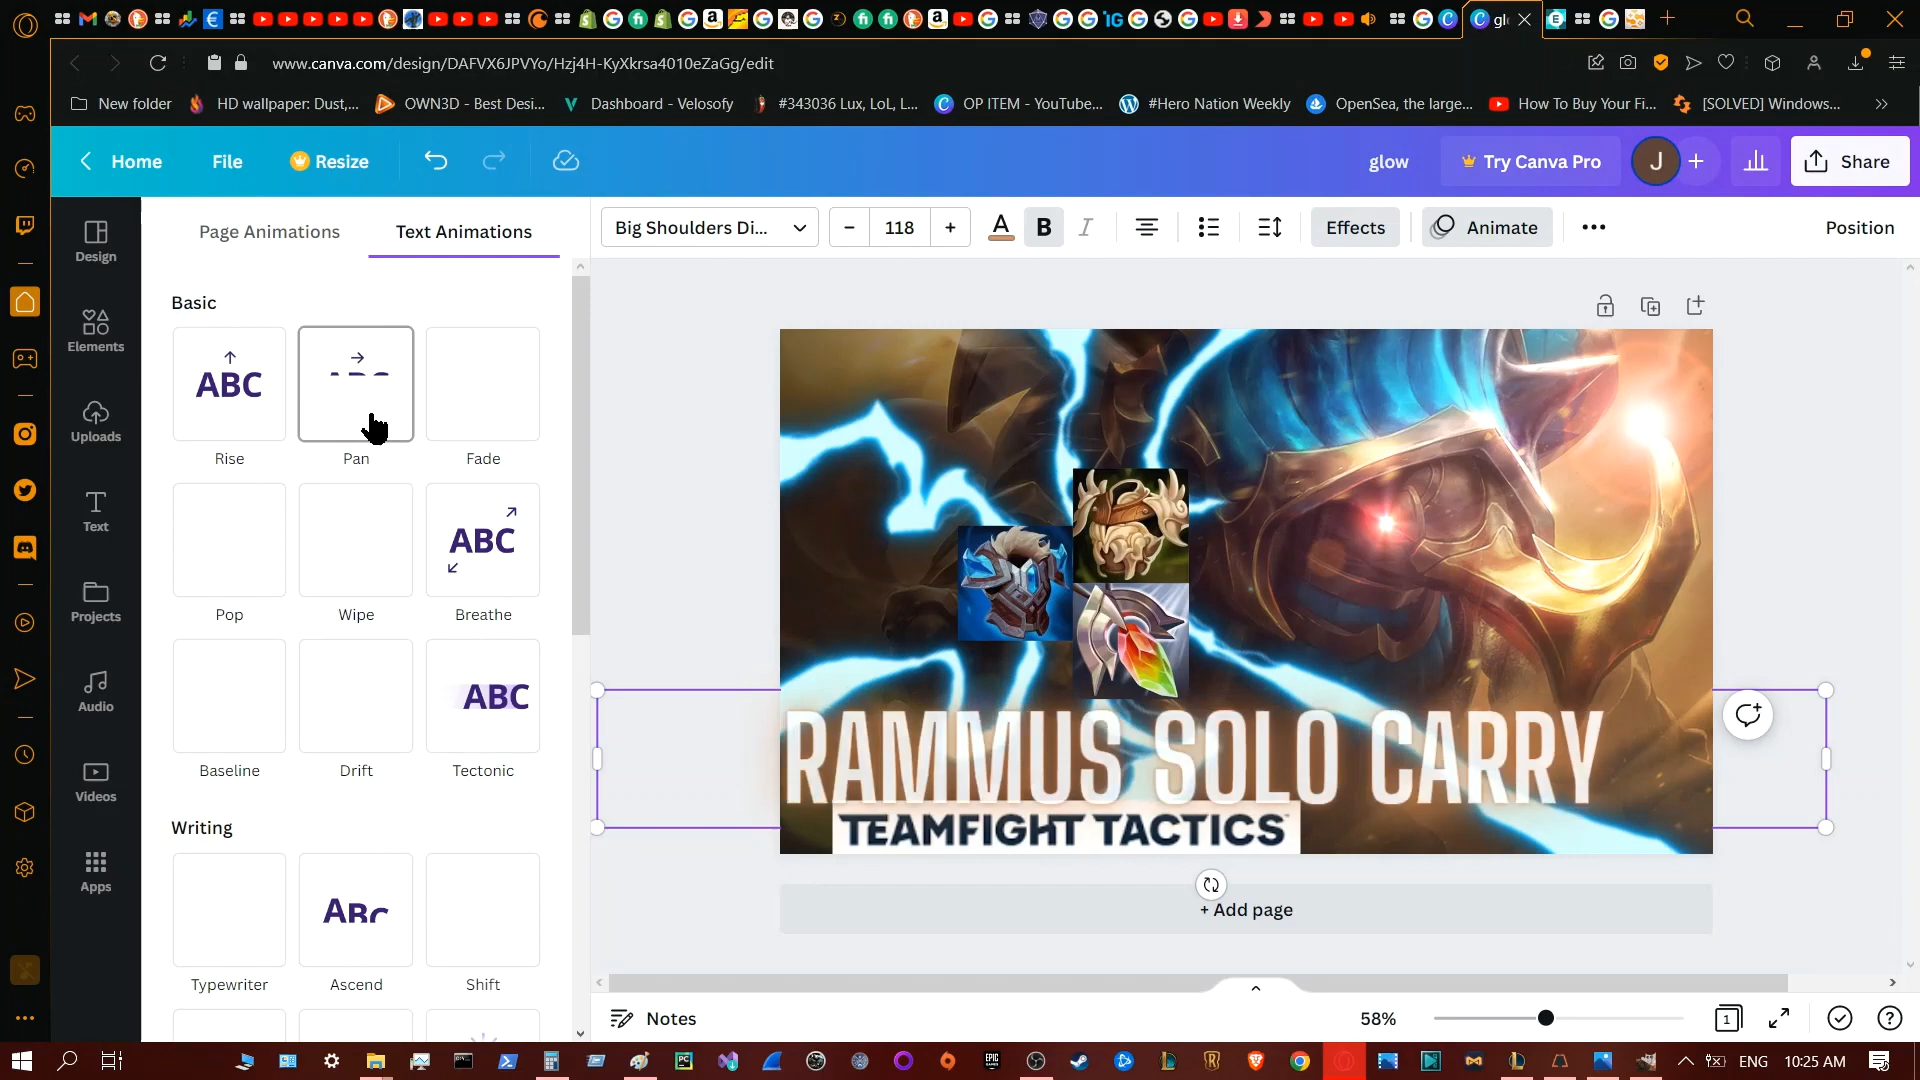 www.canva.com/design/DAFVX6JPVYo/Hzj4H-KyXkrsa4010eZaGg/edit
New folder
HD wallpaper: Dust,...
OWN3D - Best Desi...
Dashboard - Velosofy
#343036 Lux, LoL, L...
OP ITEM - YouTube...
#Hero Nation Weekly
OpenSea, the large...
How To Buy Your Fi...
[SOLVED] Windows...
Home
File
Resize
glow
Try Canva Pro
J
Share
Design
Elements
Uploads
Text
Projects
Audio
Videos
Apps
Page Animations
Text Animations
Basic
ABC
Rise
Pan
Fade
ABC
Pop
Wipe
Breathe
ABC
Baseline
Drift
Tectonic
Writing
ABC
Typewriter
Ascend
Shift
Big Shoulders Di...
118
Effects
Animate
Position
RAMMUS SOLO CARRY
TEAMFIGHT TACTICS
+ Add page
Notes
58%
1
ENG
10:25 AM